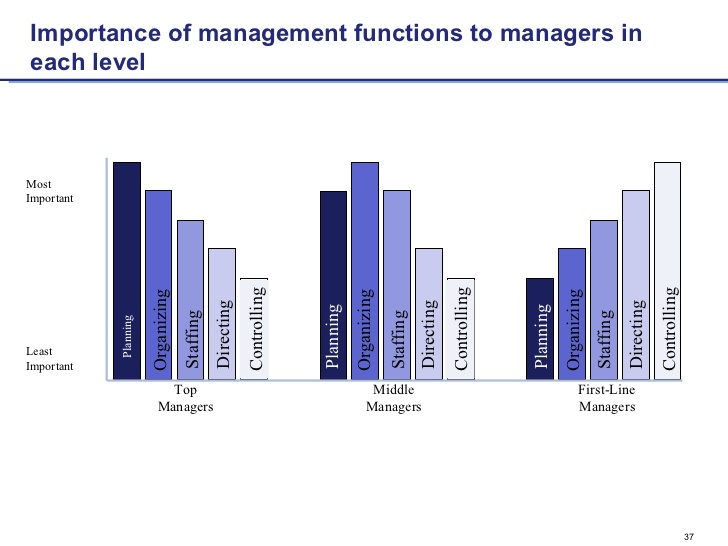 Importance of management functions to managers in
each level
Most
Important
Least
Important
Planning
Organizing
Staffing
Directing
Controlling
Planning
Organizing
Staffing
Directing
Controlling
Planning
Organizing
Staffing
Directing
Controlling
Top
Managers
Middle
Managers
First-Line
Managers
37